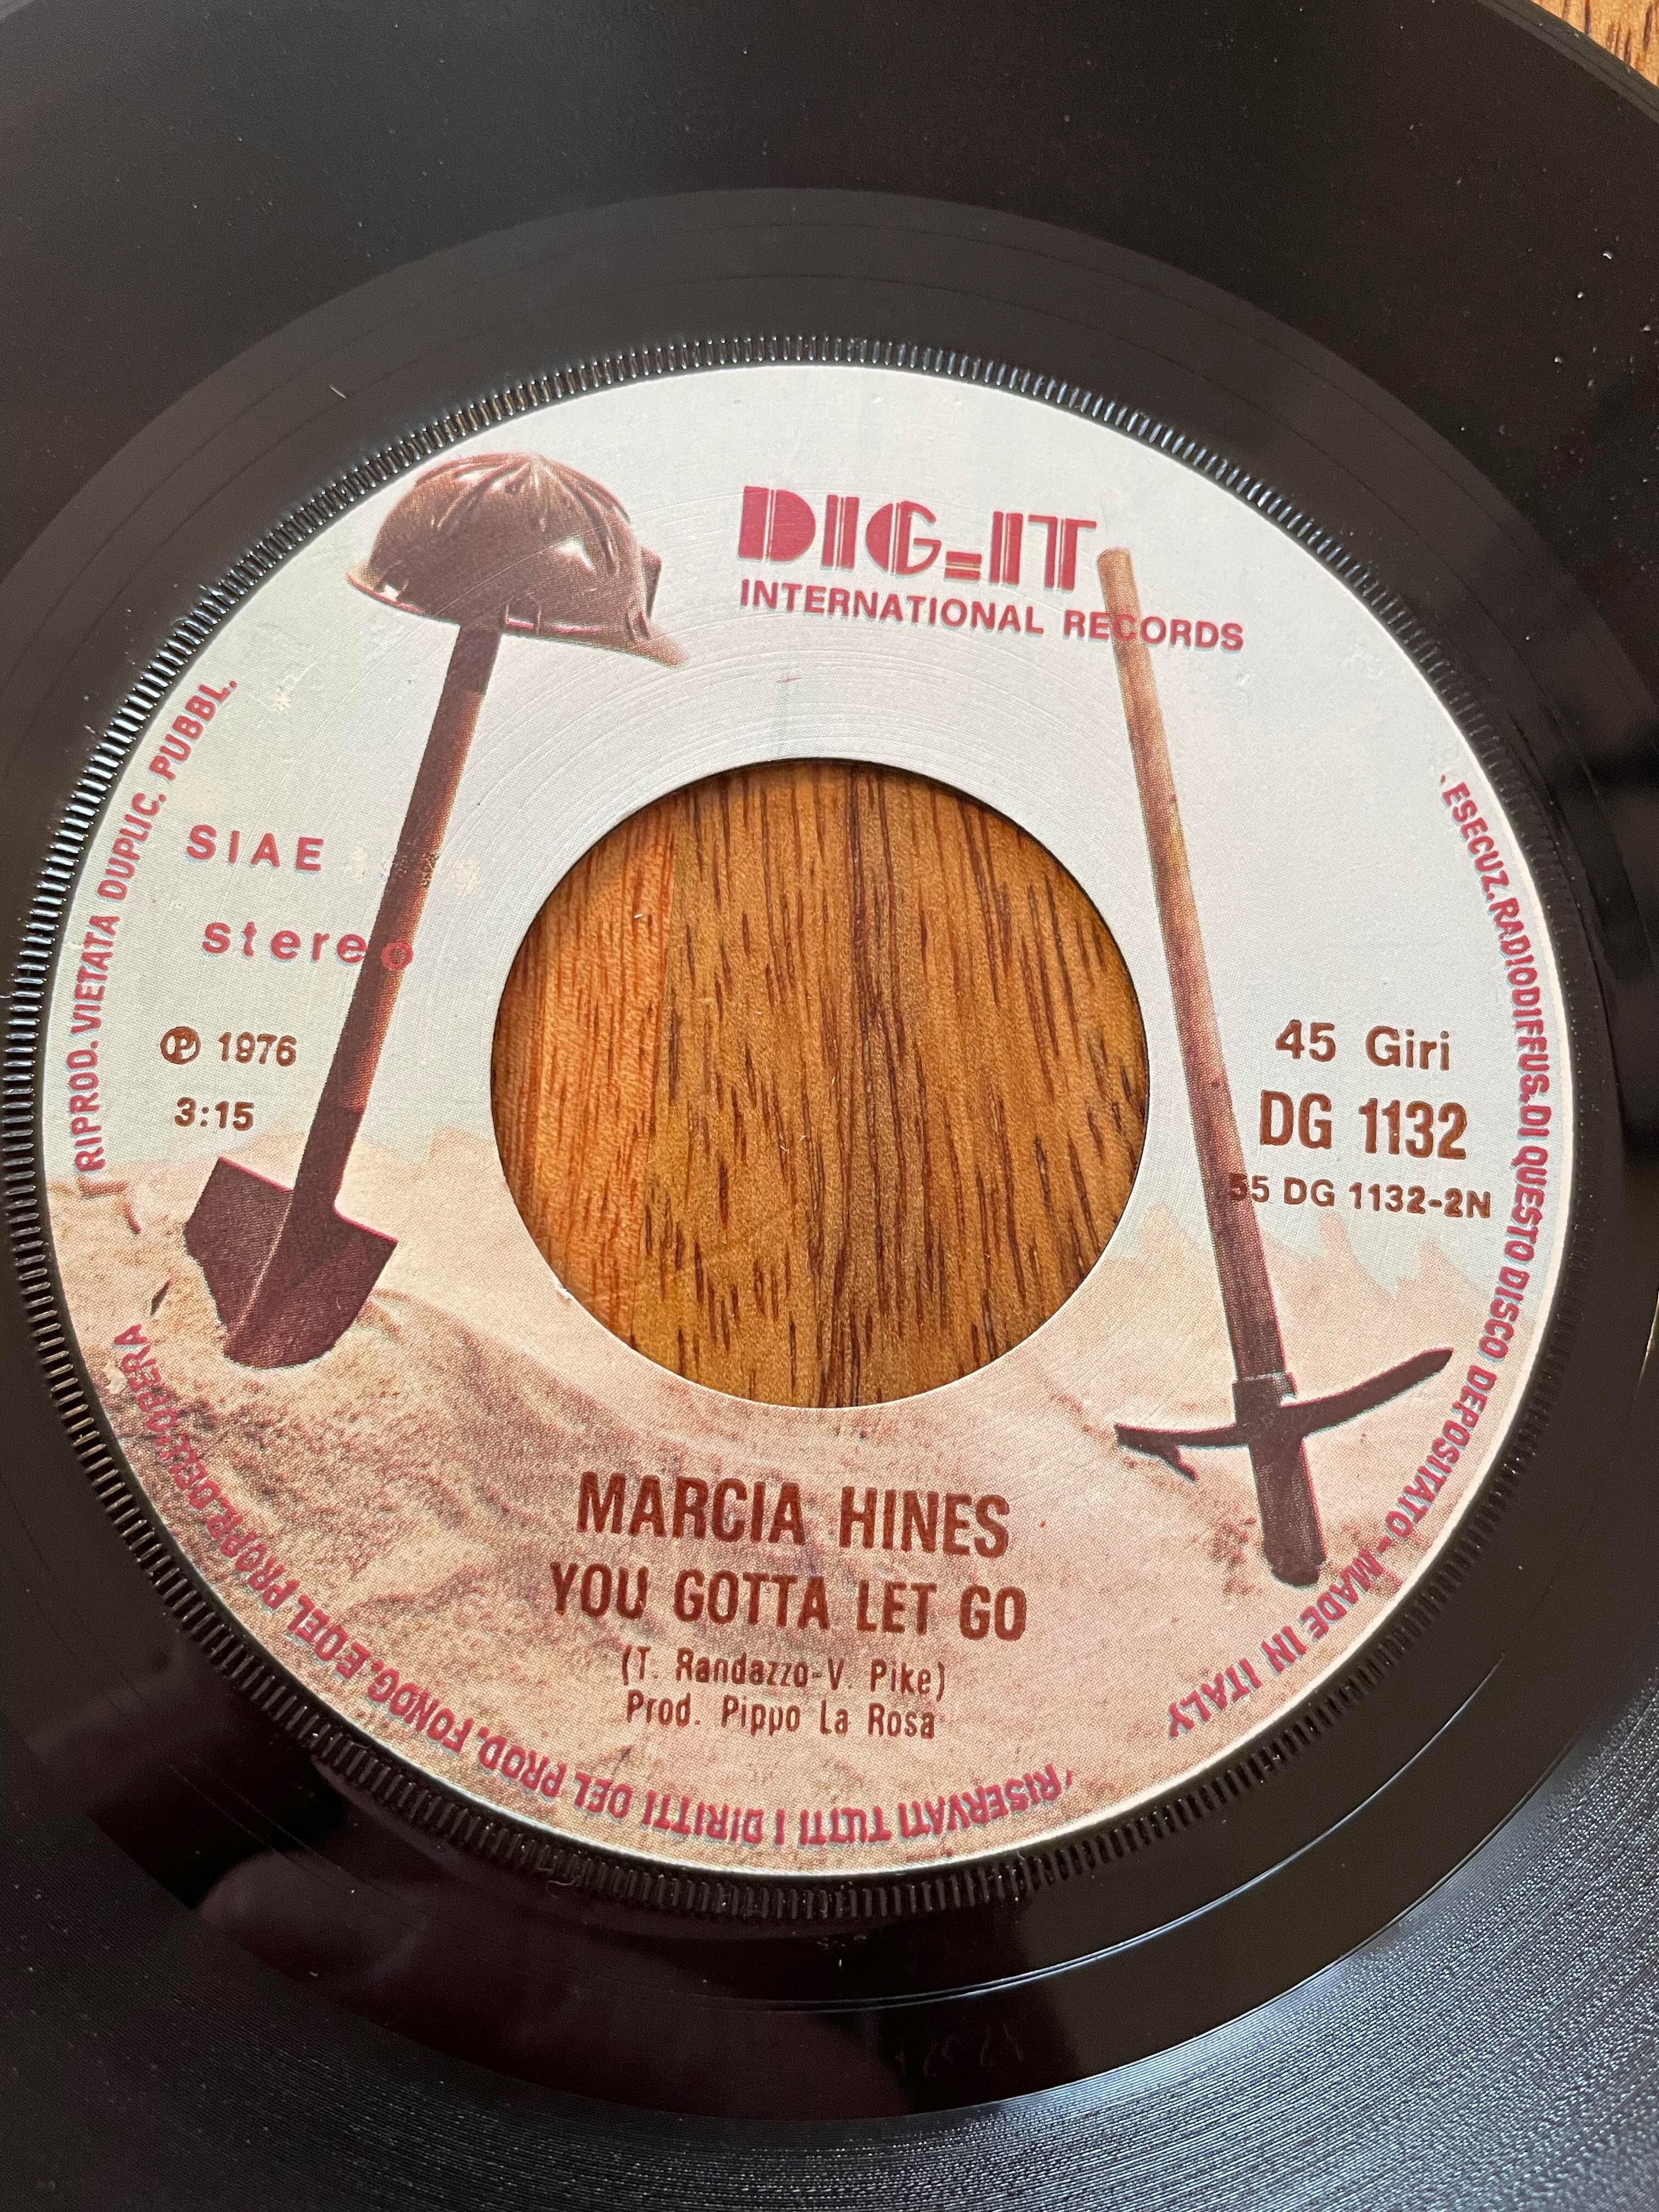 DIG-IT
INTERNATIONAL RECORDS
SIAE
stereo
℗ 1976
3:15
45 Giri
DG 1132
55 DG 1132-2N
MARCIA HINES
YOU GOTTA LET GO
(T. Randazzo-V. Pike)
Prod. Pippo La Rosa
RIPROD. VIETATA DUPLIC. PUBBL.
. ESECUZ. RADIODIFFUS. DI QUESTO DISCO DEPOSITATO - MADE IN ITALY
RISERVATI TUTTI I DIRITTI DEL PROD. FONOG. E DEL PROPR. DELL'OPERA